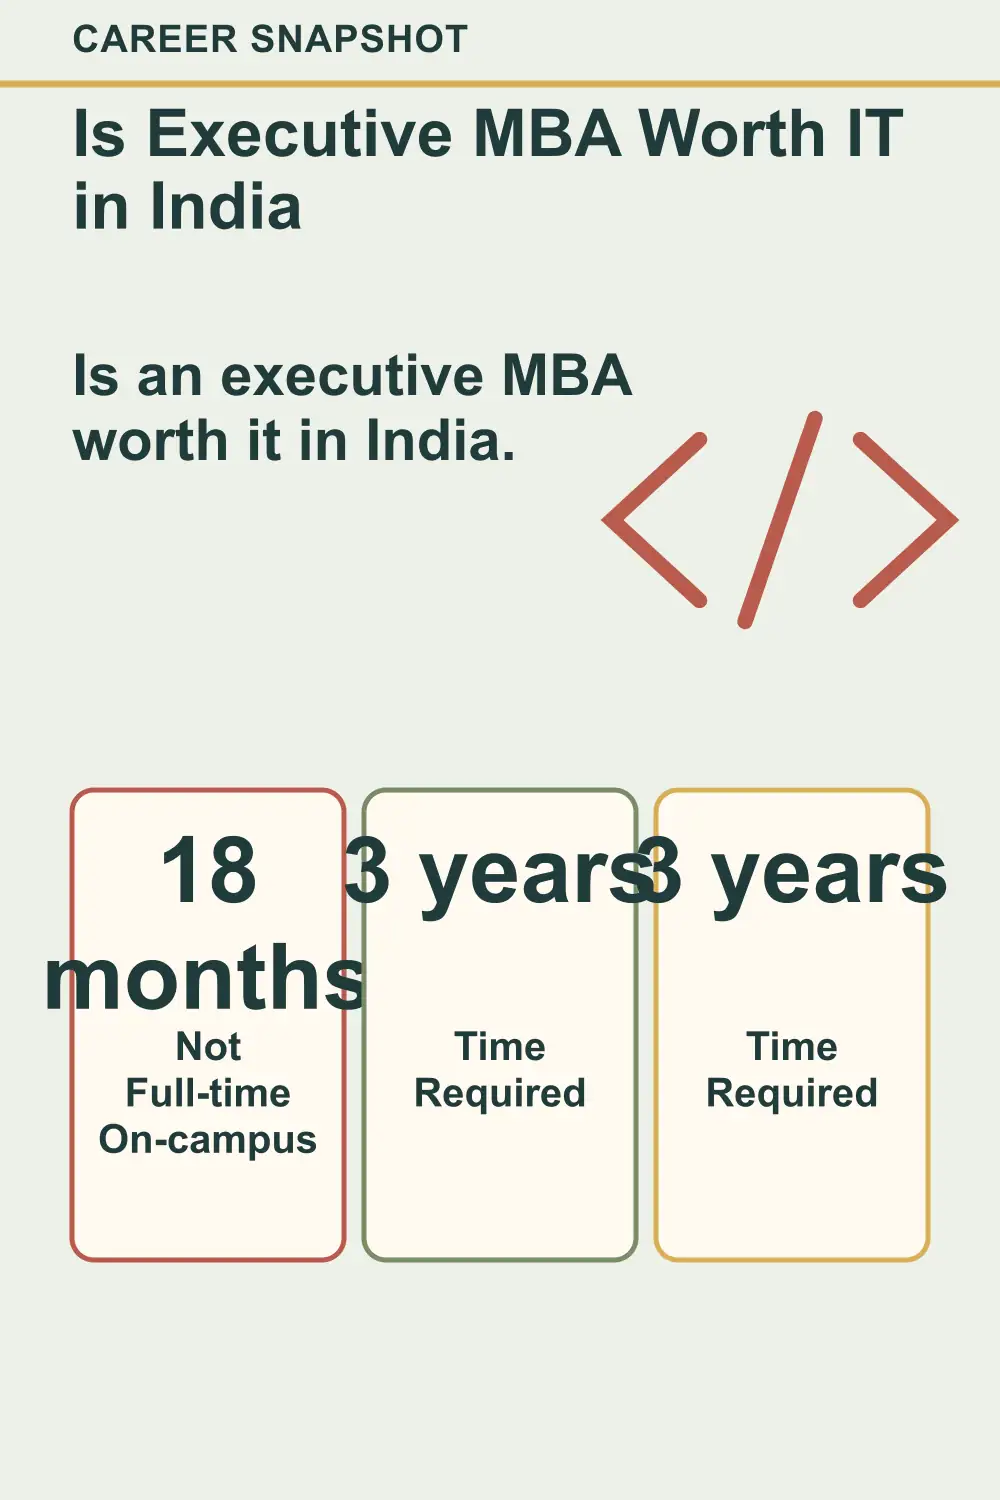 CAREER SNAPSHOT
Is Executive MBA Worth IT
in India
Is an executive MBA
worth it in India.
18
months
Not
Full-time
On-campus
3 years
Time
Required
3 years
Time
Required